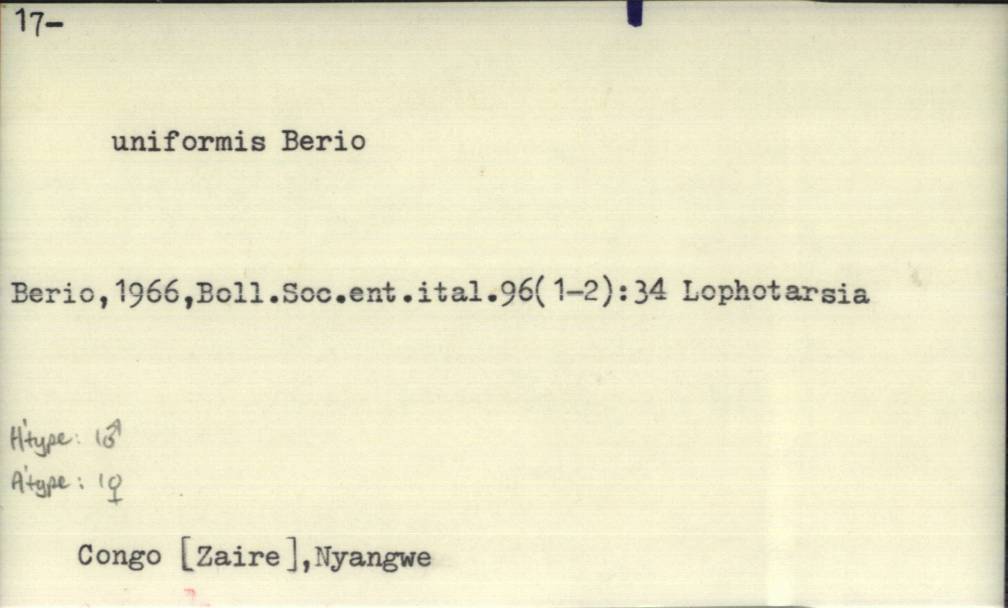 17-
uniformis Berio
Berio,1966,Boll.Soc.ent.ital.96(1-2):34 Lophotarsia
H'type: 1♂
A'type: 1♀
Congo [Zaire],Nyangwe